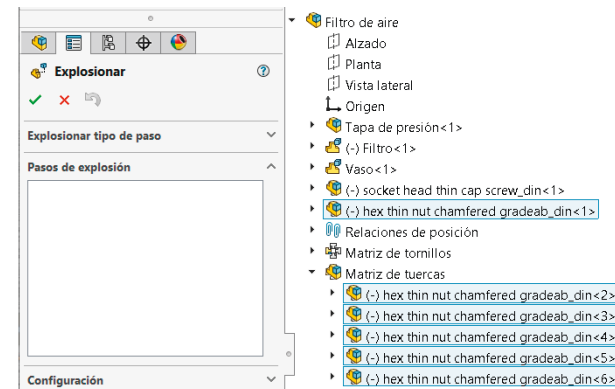 Explosionar
Explosionar tipo de paso
Pasos de explosión
Configuración
Filtro de aire
Alzado
Planta
Vista lateral
Origen
Tapa de presión<1>
(-) Filtro<1>
Vaso<1>
(-) socket head thin cap screw_din<1>
(-) hex thin nut chamfered gradeab_din<1>
Relaciones de posición
Matriz de tornillos
Matriz de tuercas
(-) hex thin nut chamfered gradeab_din<2>
(-) hex thin nut chamfered gradeab_din<3>
(-) hex thin nut chamfered gradeab_din<4>
(-) hex thin nut chamfered gradeab_din<5>
(-) hex thin nut chamfered gradeab_din<6>